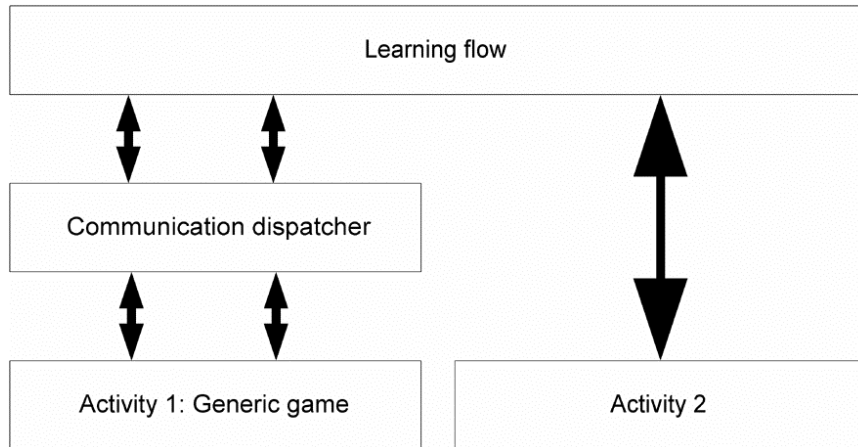 Learning flow
Communication dispatcher
Activity 1: Generic game
Activity 2